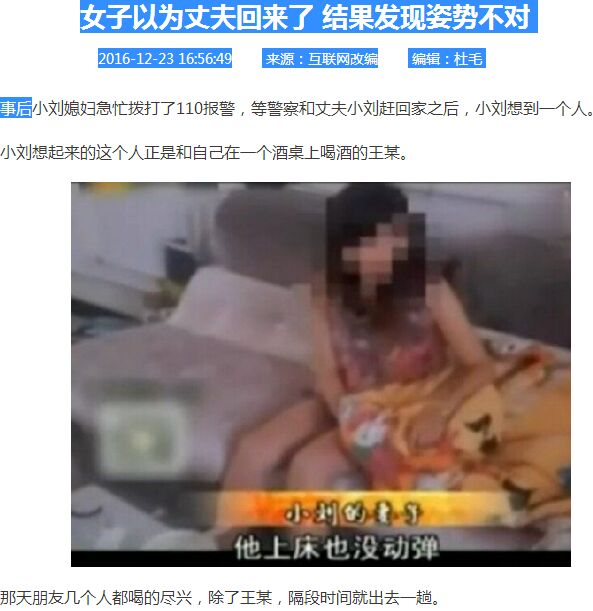 女子以为丈夫回来了 结果发现姿势不对
2016-12-23 16:56:49 来源：互联网改编 编辑：杜毛
事后小刘媳妇急忙拨打了110报警，等警察和丈夫小刘赶回家之后，小刘想到一个人。
小刘想起来的这个人正是和自己在一个酒桌上喝酒的王某。
小刘的妻子
他上床也没动弹
那天朋友几个人都喝的尽兴，除了王某，隔段时间就出去一趟。